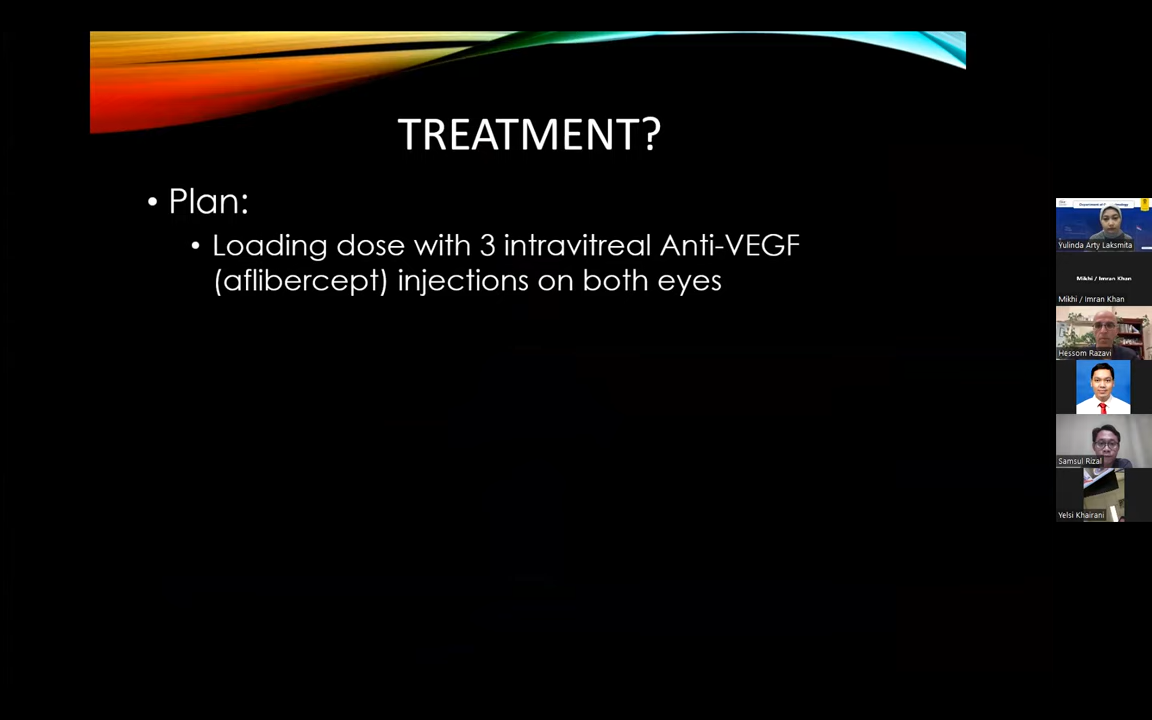 TREATMENT?
• Plan:
• Loading dose with 3 intravitreal Anti-VEGF
(aflibercept) injections on both eyes
Yulinda Arty Laksmita
Mikhi / Imran Khan
Mikhi / Imran Khan
Hessom Razavi
Samsul Rizal
Yelsi Khairani